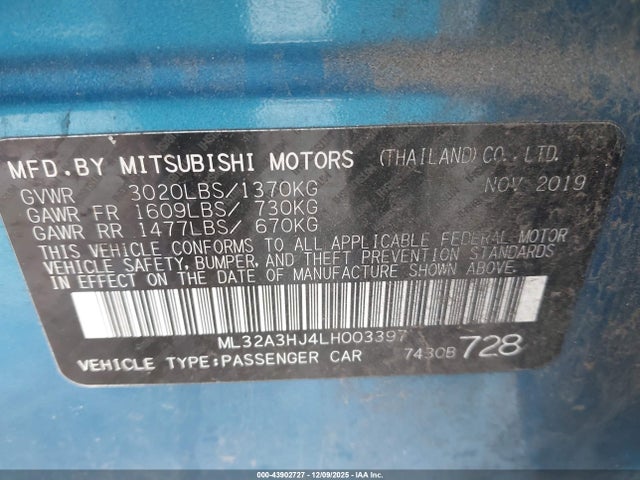 MFD.BY MITSUBISHI MOTORS (THAILAND)CO.,LTD.
GVWR 3020LBS/1370KG NOV 2019
GAWR FR 1609LBS/ 730KG
GAWR RR 1477LBS/ 670KG
THIS VEHICLE CONFORMS TO ALL APPLICABLE FEDERAL MOTOR
VEHICLE SAFETY, BUMPER, AND THEFT PREVENTION STANDARDS
IN EFFECT ON THE DATE OF MANUFACTURE SHOWN ABOVE.
ML32A3HJ4LH003397
VEHICLE TYPE:PASSENGER CAR 7430B 728
000-43902727 - 12/09/2025 - IAA Inc.